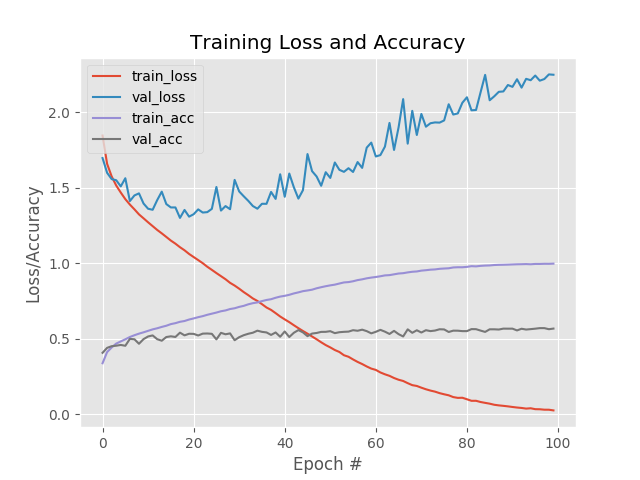 Training Loss and Accuracy
train_loss
val_loss
train_acc
val_acc
Loss/Accuracy
2.0
1.5
1.0
0.5
0.0
0 20 40 60 80 100
Epoch #